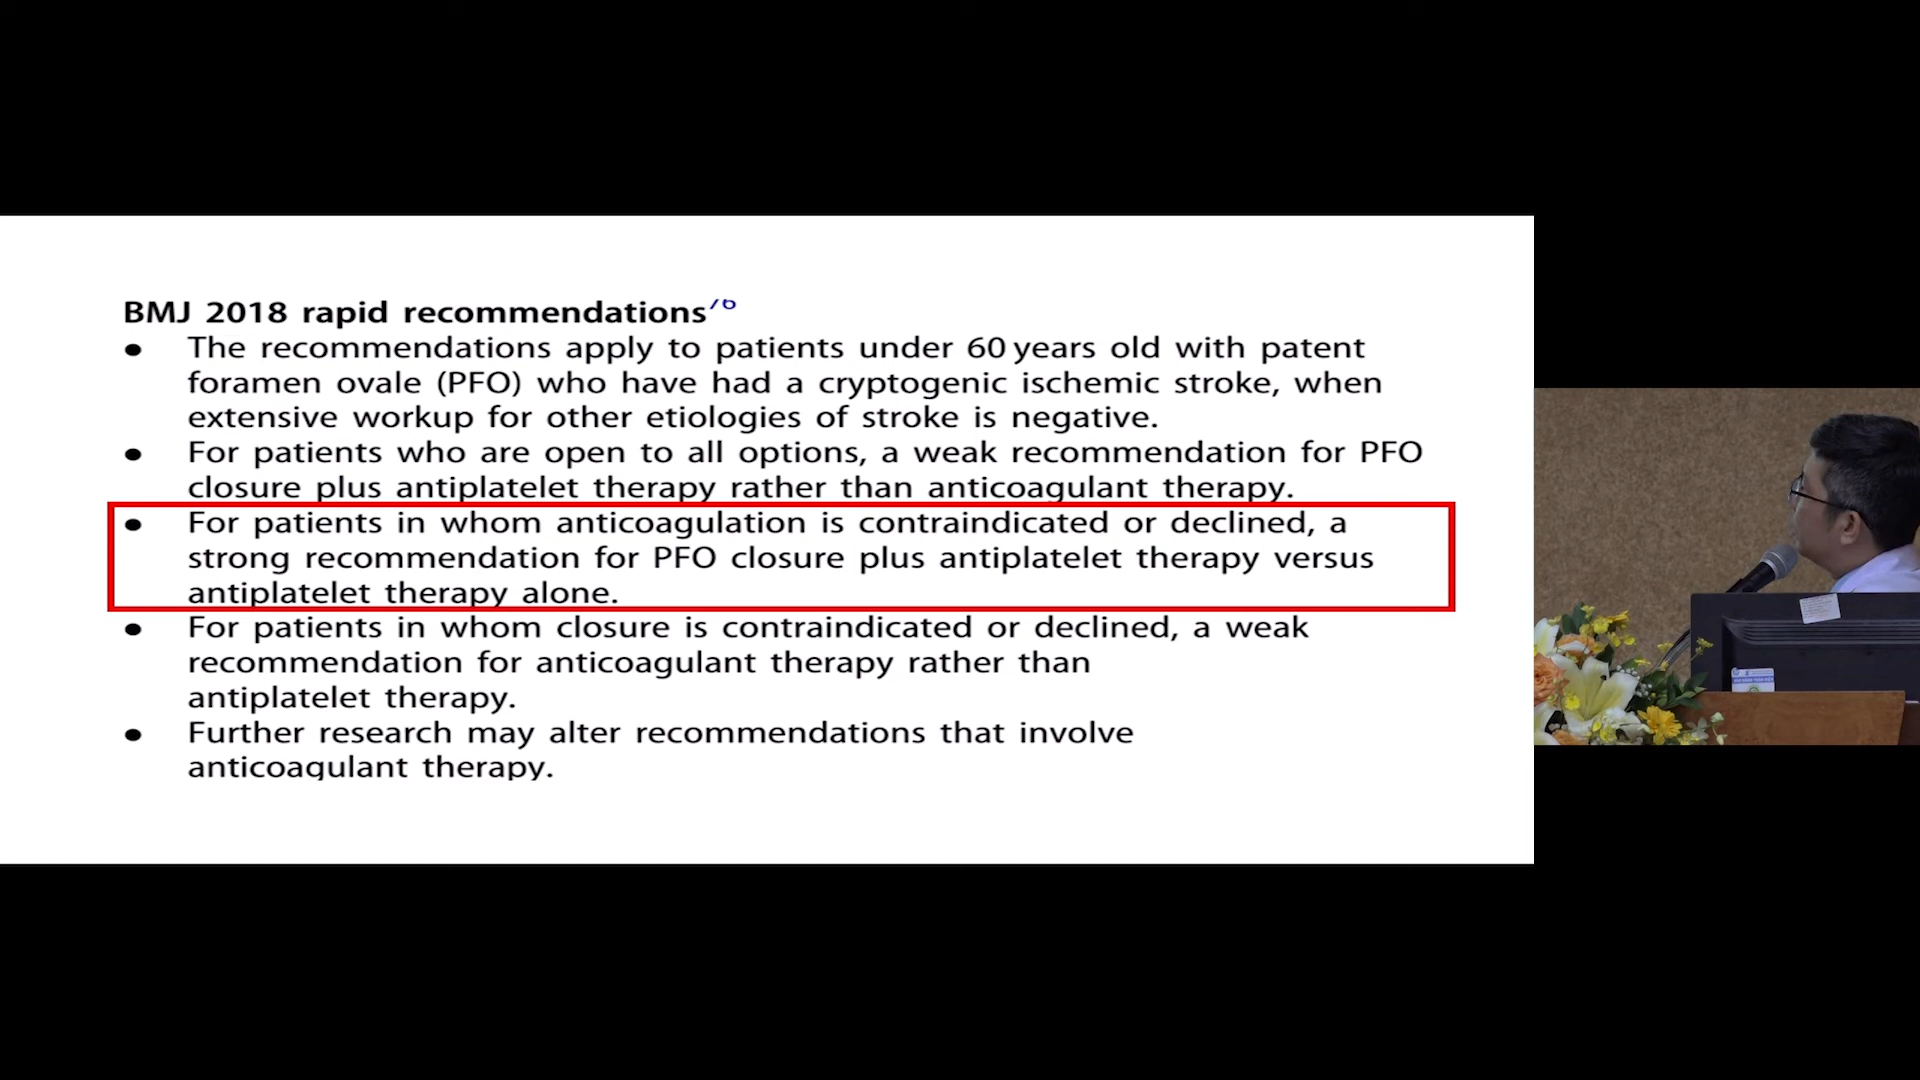 BMJ 2018 rapid recommendations
● The recommendations apply to patients under 60 years old with patent
foramen ovale (PFO) who have had a cryptogenic ischemic stroke, when
extensive workup for other etiologies of stroke is negative.
● For patients who are open to all options, a weak recommendation for PFO
closure plus antiplatelet therapy rather than anticoagulant therapy.
● For patients in whom anticoagulation is contraindicated or declined, a
strong recommendation for PFO closure plus antiplatelet therapy versus
antiplatelet therapy alone.
● For patients in whom closure is contraindicated or declined, a weak
recommendation for anticoagulant therapy rather than
antiplatelet therapy.
● Further research may alter recommendations that involve
anticoagulant therapy.